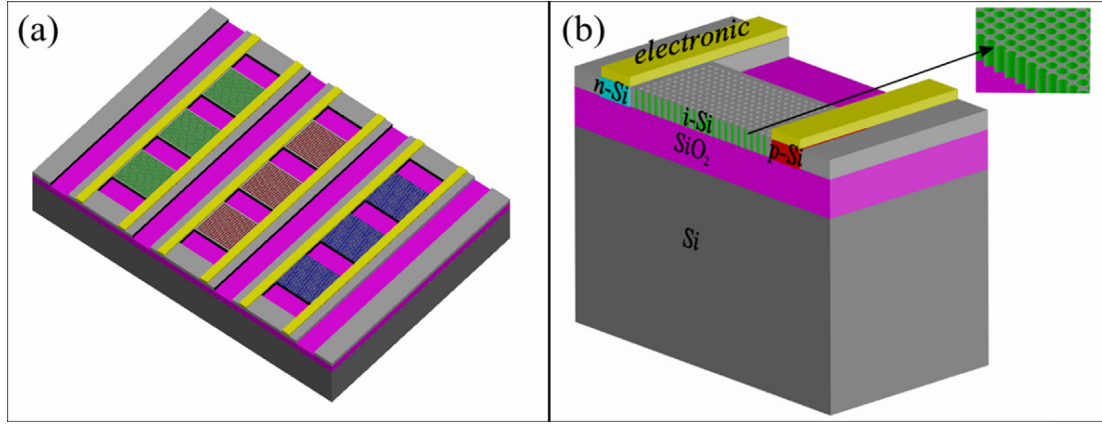 (a)
(b)
electronic
n-Si
i-Si
p-Si
SiO₂
Si